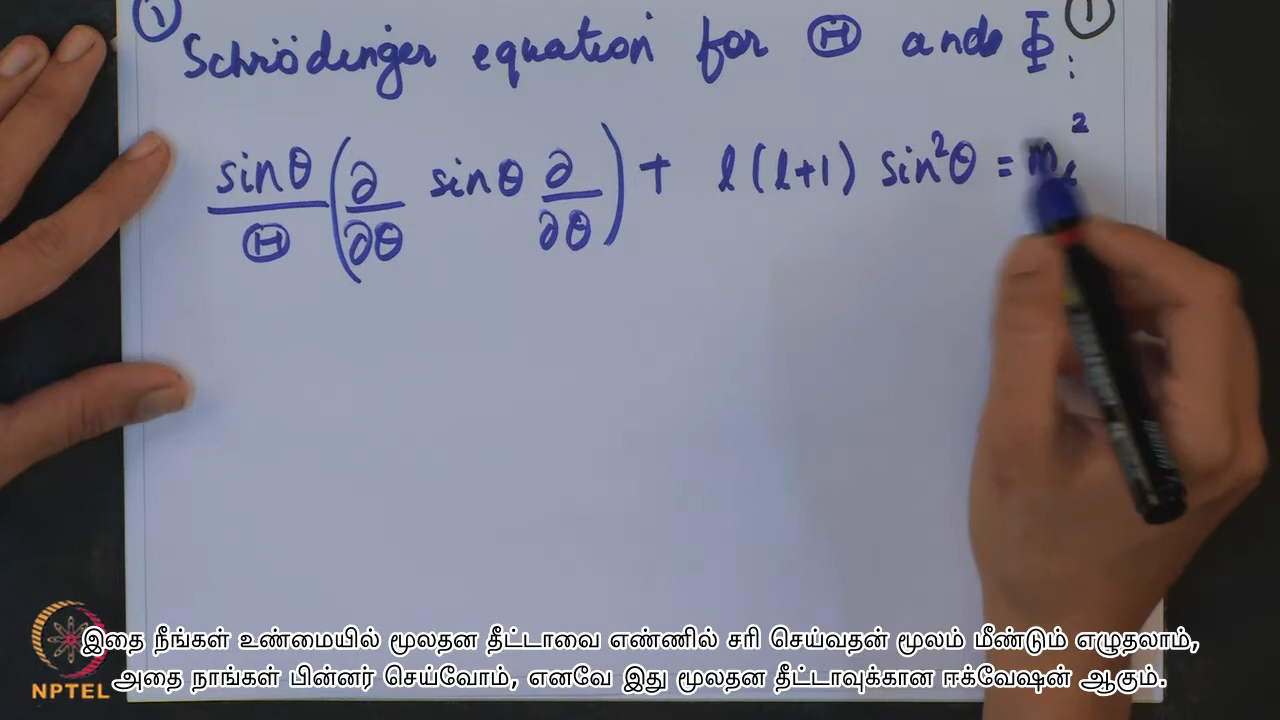 ① Schrödinger equation for Ⓗ and Φ: ①
sinθ/Ⓗ (∂/∂θ sinθ ∂/∂θ) + l(l+1) sin²θ = m_l²
இதை நீங்கள் உண்மையில் மூலதன தீட்டாவை எண்ணில் சரி செய்வதன் மூலம் மீண்டும் எழுதலாம்,
அதை நாங்கள் பின்னர் செய்வோம், எனவே இது மூலதன தீட்டாவுக்கான ஈக்வேஷன் ஆகும்.
NPTEL